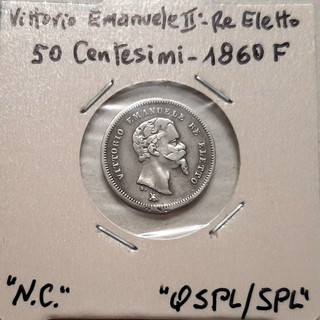 Vittorio Emanuele II - Re Eletto
50 Centesimi - 1860 F
VITTORIO EMANUELE RE ELETTO
"N.C."
"QSPL/SPL"